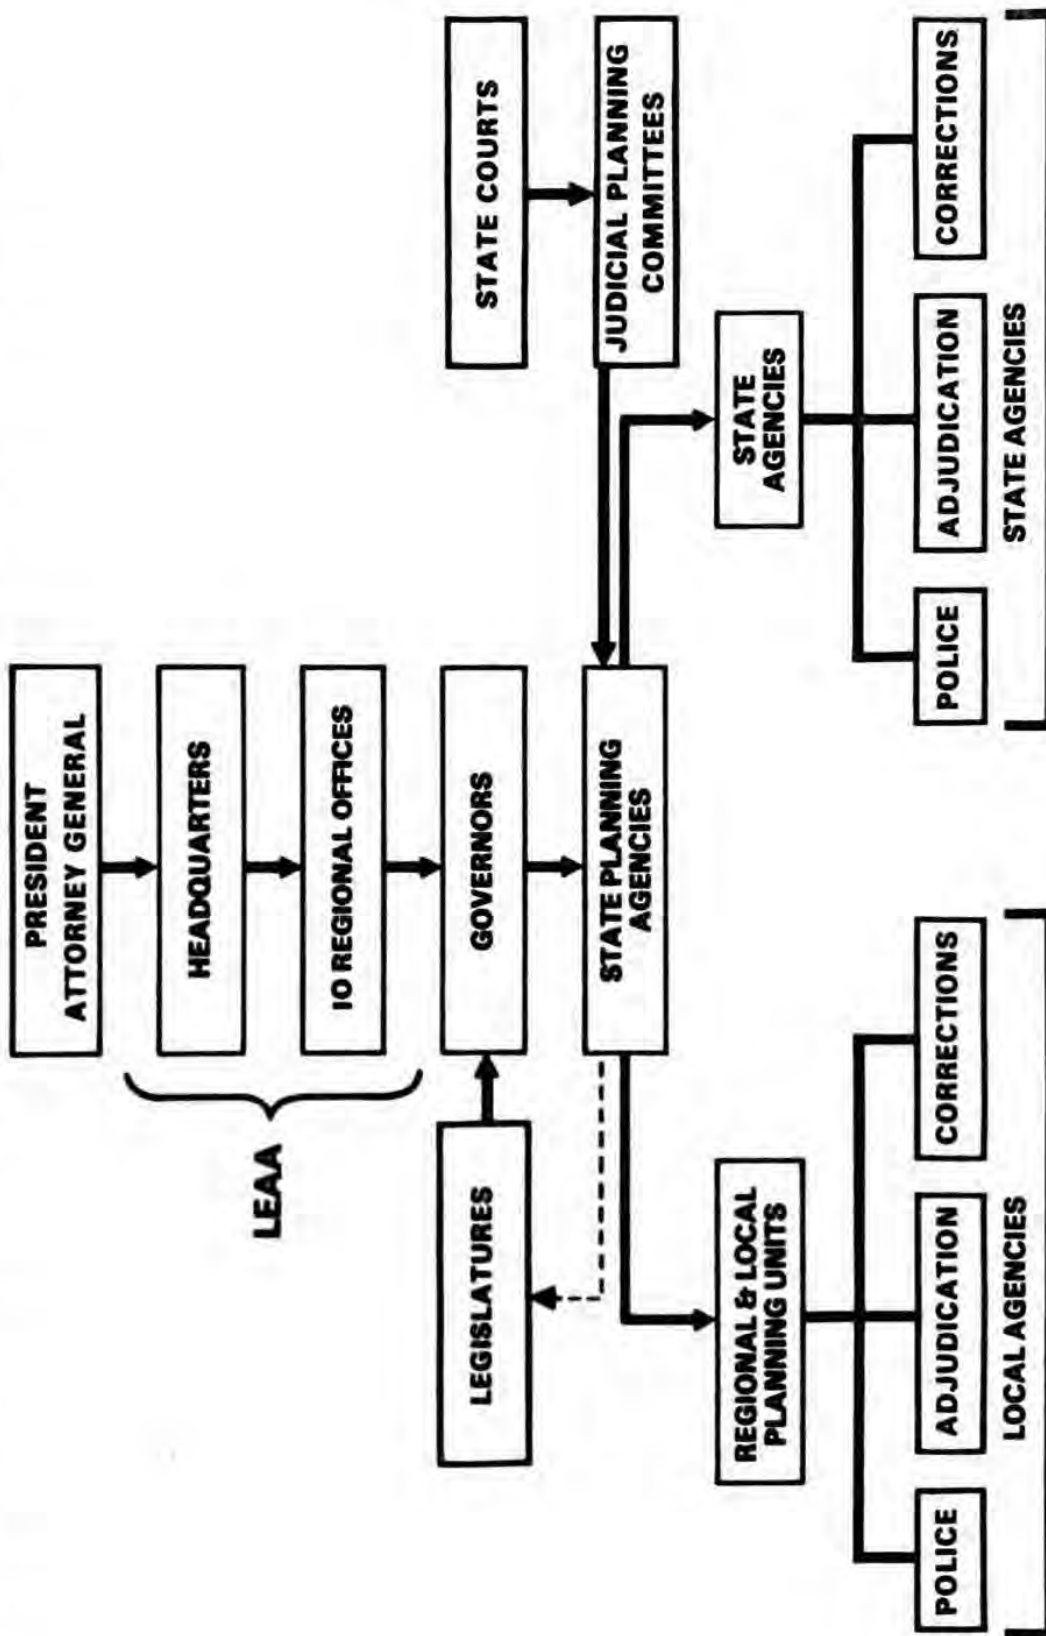 PRESIDENT
ATTORNEY GENERAL
LEAA
HEADQUARTERS
10 REGIONAL OFFICES
LEGISLATURES
GOVERNORS
STATE COURTS
STATE PLANNING
AGENCIES
JUDICIAL PLANNING
COMMITTEES
REGIONAL & LOCAL
PLANNING UNITS
STATE
AGENCIES
POLICE
ADJUDICATION
CORRECTIONS
LOCAL AGENCIES
POLICE
ADJUDICATION
CORRECTIONS
STATE AGENCIES